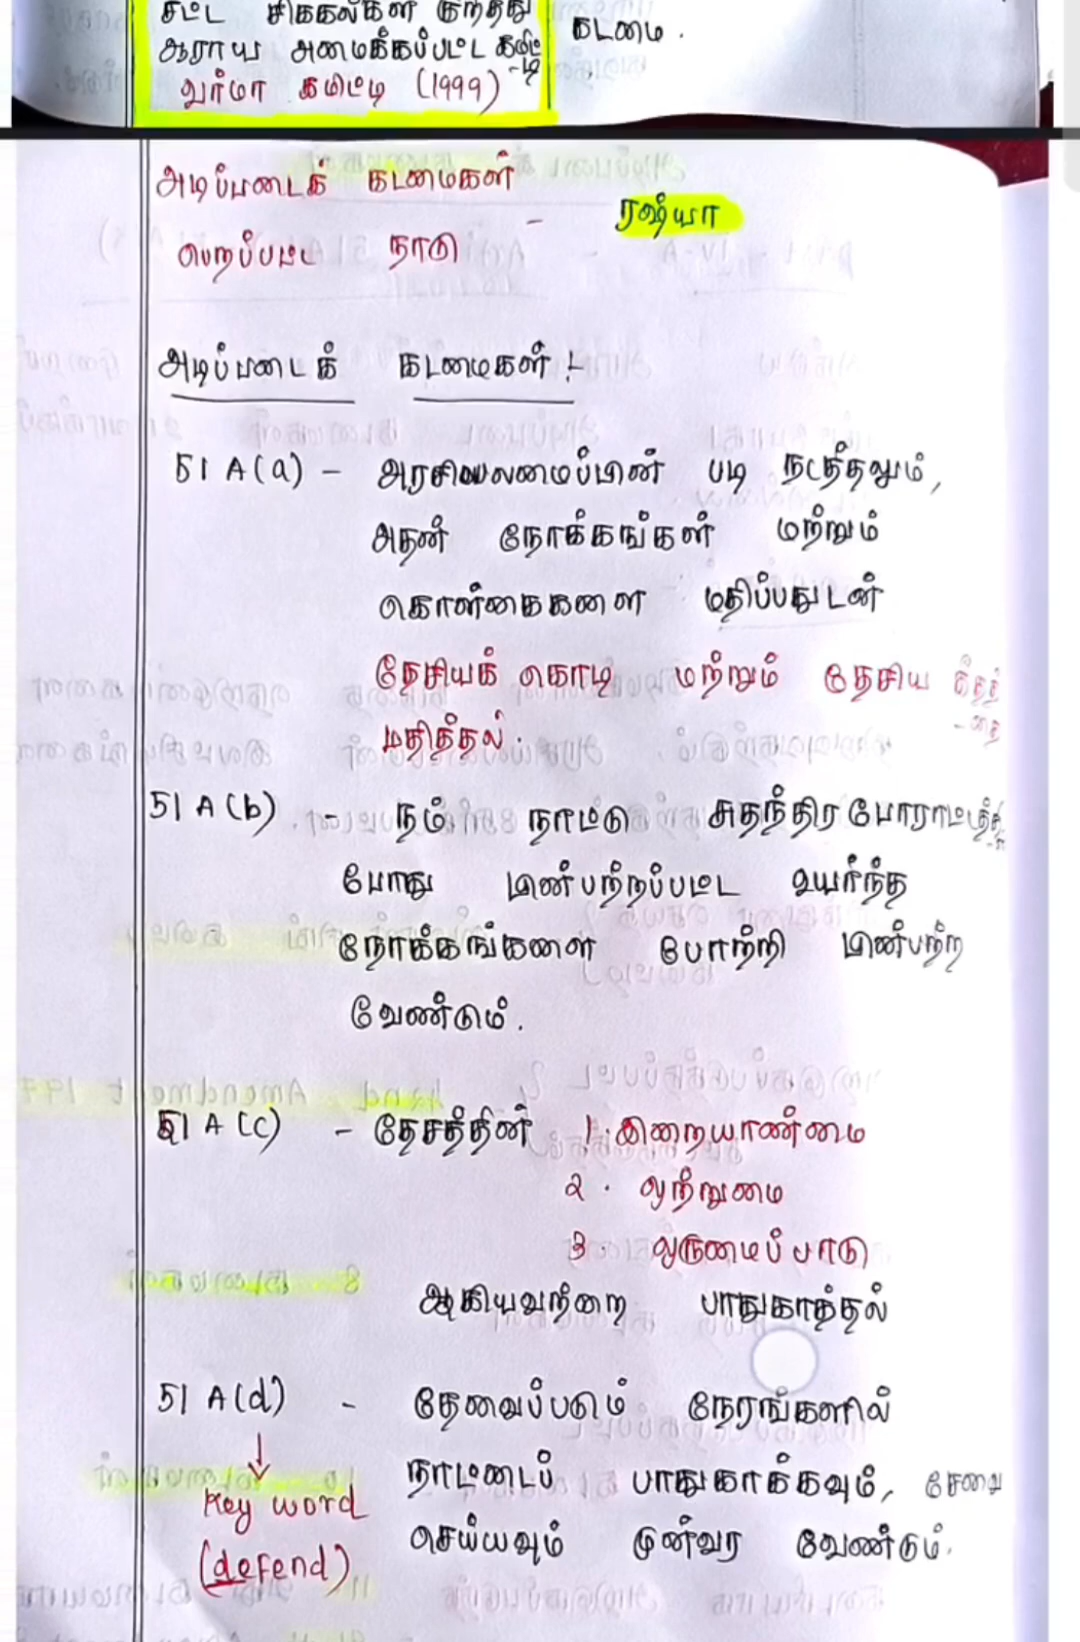 சட்ட சிக்கல்கள் குறித்து
ஆராய அமைக்கப்பட்ட கமிட்
-டி
வர்மா கமிட்டி (1999)
கடமை.
அடிப்படைக் கடமைகள்
பெறப்பட்ட நாடு - ரஷ்யா
அடிப்படைக் கடமைகள் :-
51 A(a) - அரசியலமைப்பின் படி நடத்தலும்,
அதன் நோக்கங்கள் மற்றும்
கொள்கைகளை மதிப்பதுடன்
தேசியக் கொடி மற்றும் தேசிய கீதத்
-தை
மதித்தல்.
51 A (b) - நம் நாட்டு சுதந்திர போராட்டத்தி
-ன்
போது பின்பற்றப்பட்ட உயர்ந்த
நோக்கங்களை போற்றி பின்பற்ற
வேண்டும்.
51 A (c) - தேசத்தின் 1. இறையாண்மை
2. ஒற்றுமை
3 ஒருமைப்பாடு
ஆகியவற்றை பாதுகாத்தல்
51 A(d) - தேவைப்படும் நேரங்களில்
நாட்டைப் பாதுகாக்கவும், சேவை
செய்யவும் முன்வர வேண்டும்.
Key word
(defend)